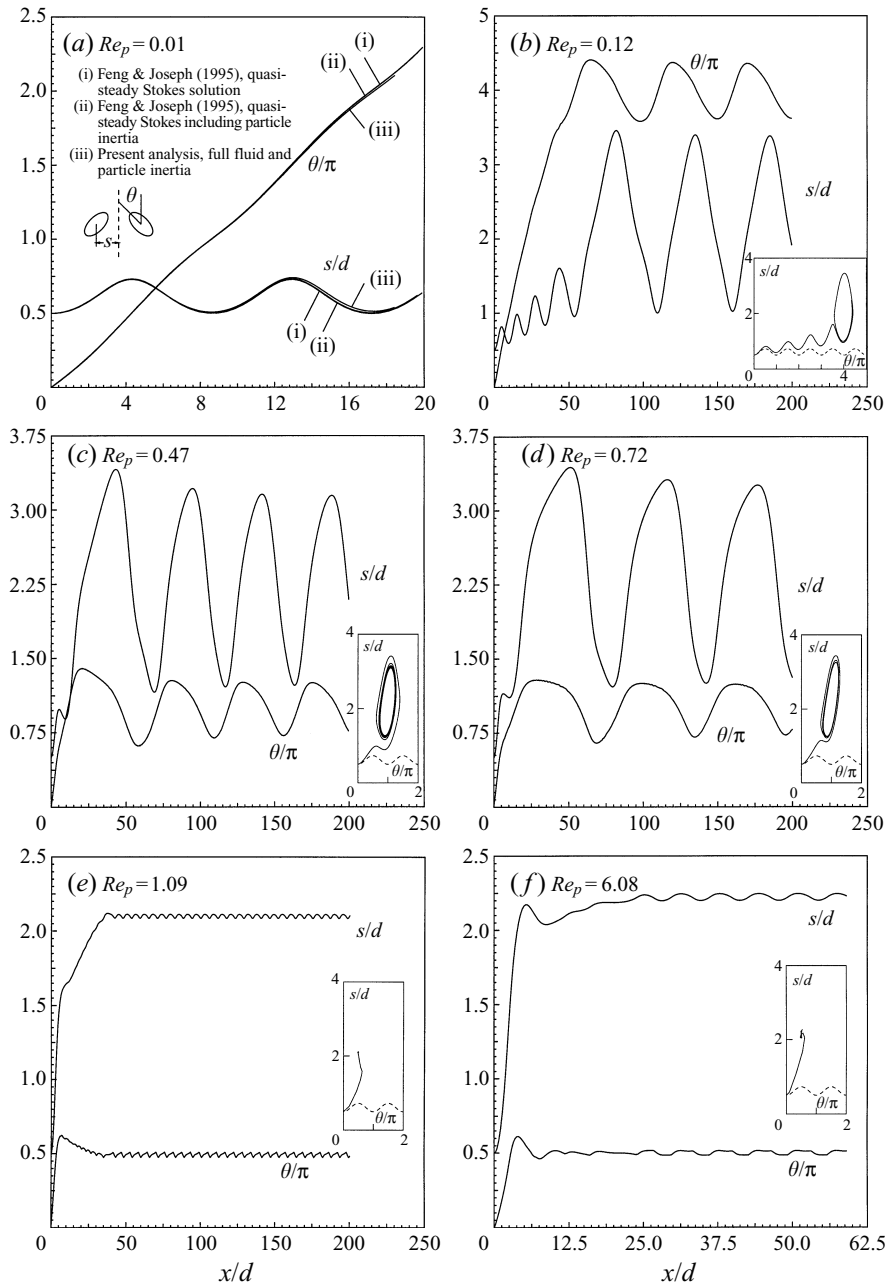 2.5
(a) Re_p = 0.01
(i) Feng & Joseph (1995), quasi-
steady Stokes solution
(ii) Feng & Joseph (1995), quasi-
steady Stokes including particle
inertia
(iii) Present analysis, full fluid and
particle inertia
(i)
(ii)
(iii)
θ/π
2.0
1.5
1.0
0.5
θ
s
s/d
(iii)
(i)
(ii)
0 4 8 12 16 20
5
(b) Re_p = 0.12
θ/π
4
3
2
1
s/d
4
s/d
2
0
θ/π
4
0 50 100 150 200 250
3.75
(c) Re_p = 0.47
3.00
2.25
1.50
0.75
s/d
θ/π
4
s/d
2
θ/π
0 2
0 50 100 150 200 250
3.75
(d) Re_p = 0.72
3.00
2.25
1.50
0.75
s/d
θ/π
4
s/d
2
θ/π
0 2
0 50 100 150 200 250
2.5
(e) Re_p = 1.09
2.0
1.5
1.0
0.5
s/d
4
s/d
2
θ/π
0 2
θ/π
0 50 100 150 200 250
x/d
2.5
(f) Re_p = 6.08
2.0
1.5
1.0
0.5
s/d
4
s/d
2
θ/π
0 2
θ/π
0 12.5 25.0 37.5 50.0 62.5
x/d